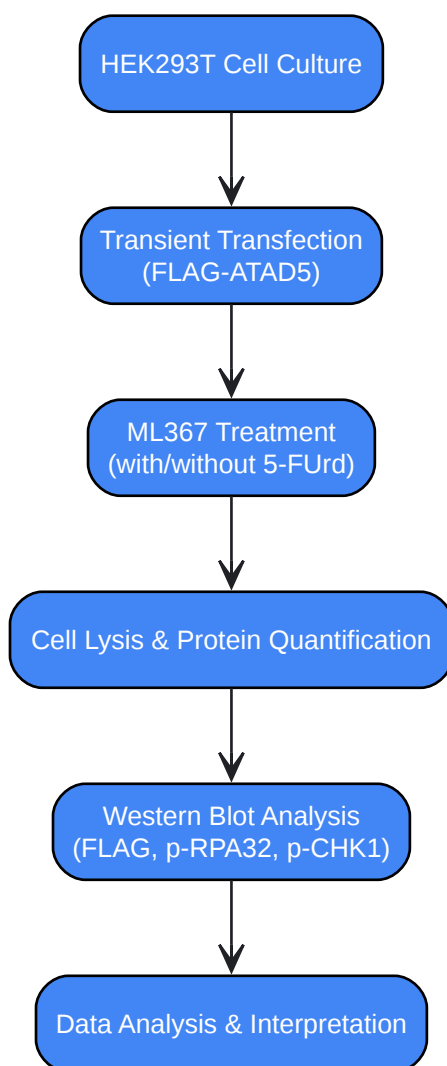 HEK293T Cell Culture
Transient Transfection
(FLAG-ATAD5)
ML367 Treatment
(with/without 5-FUrd)
Cell Lysis & Protein Quantification
Western Blot Analysis
(FLAG, p-RPA32, p-CHK1)
Data Analysis & Interpretation